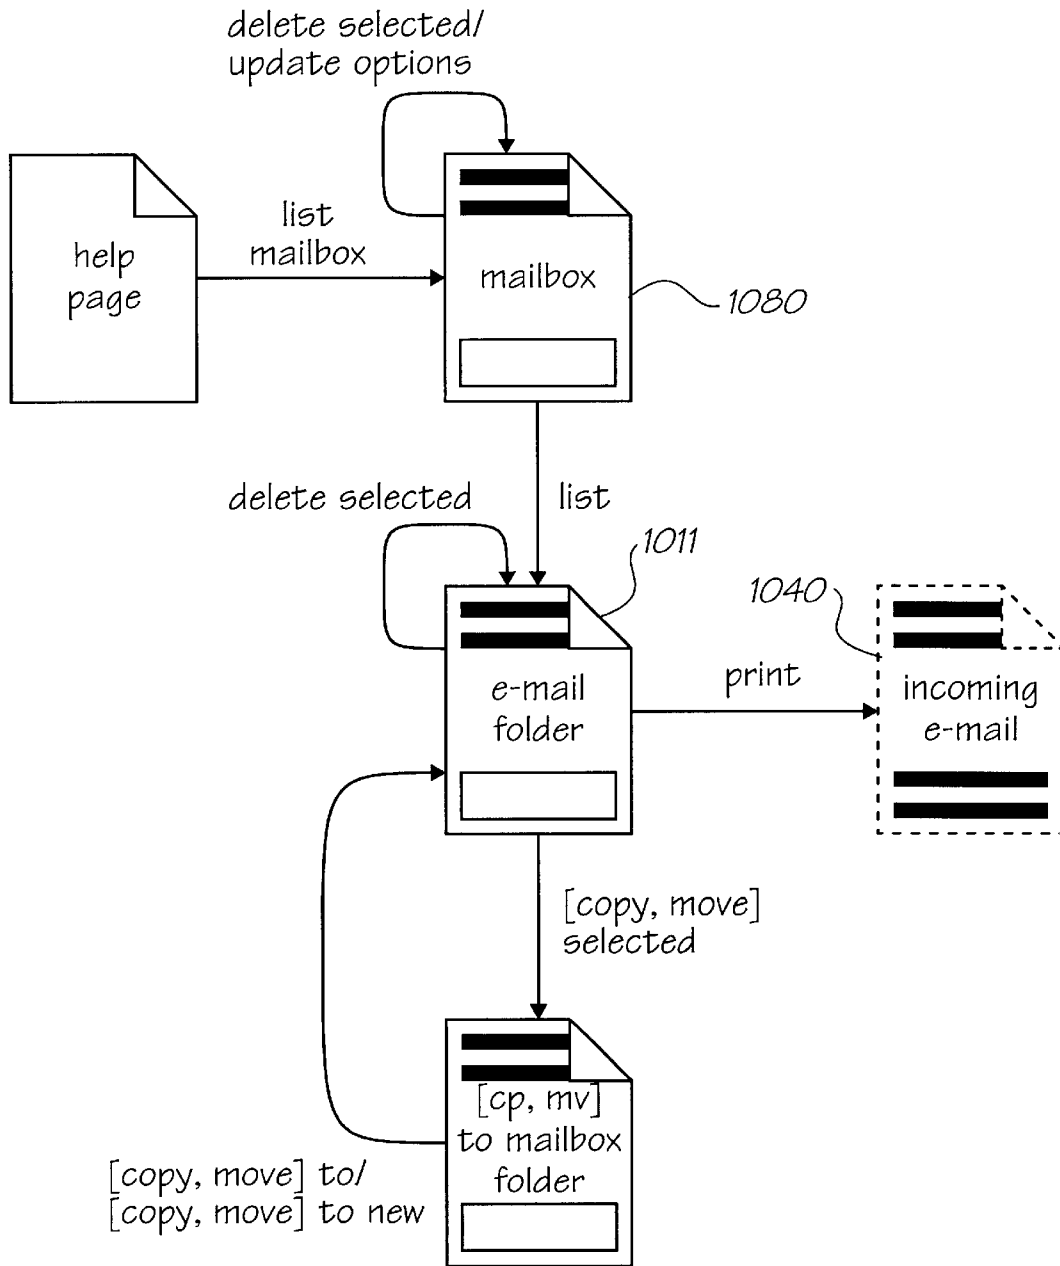 delete selected/
update options
help
page
list
mailbox
mailbox
1080
delete selected
list
1011
1040
e-mail
folder
print
incoming
e-mail
[copy, move]
selected
[cp, mv]
to mailbox
folder
[copy, move] to/
[copy, move] to new